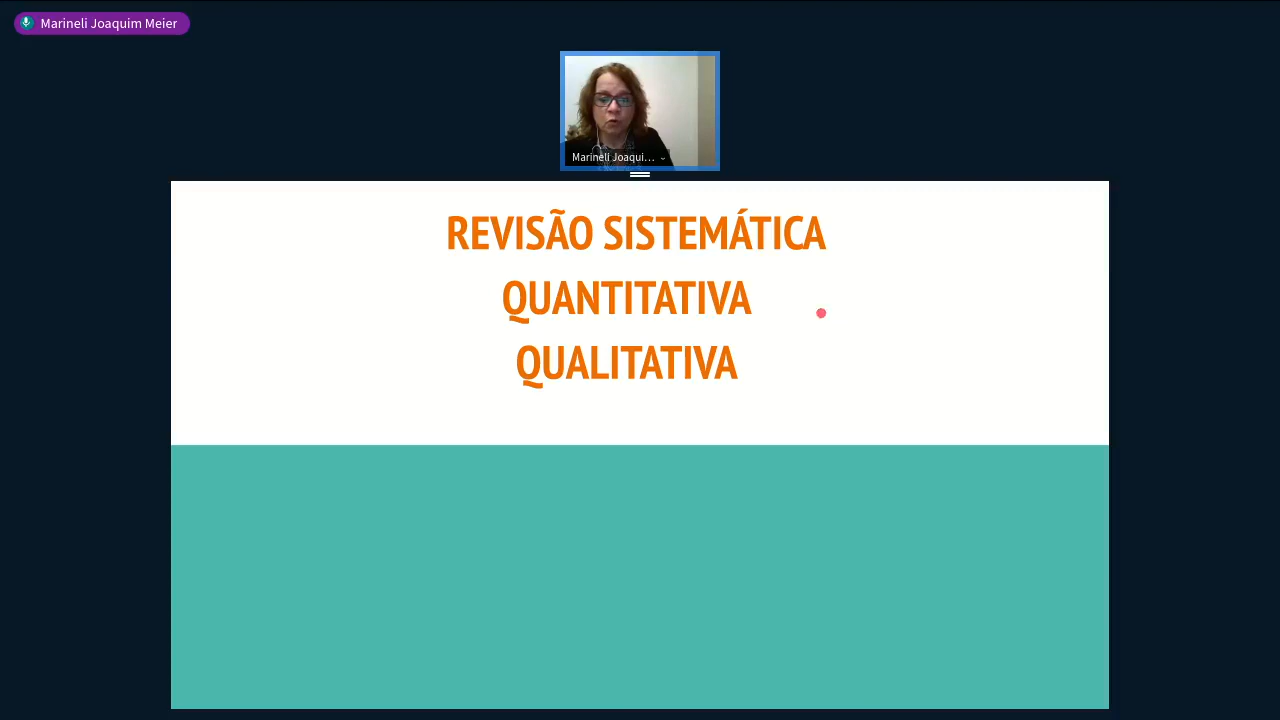 Marineli Joaquim Meier
Marineli Joaqui...
REVISÃO SISTEMÁTICA
QUANTITATIVA
QUALITATIVA